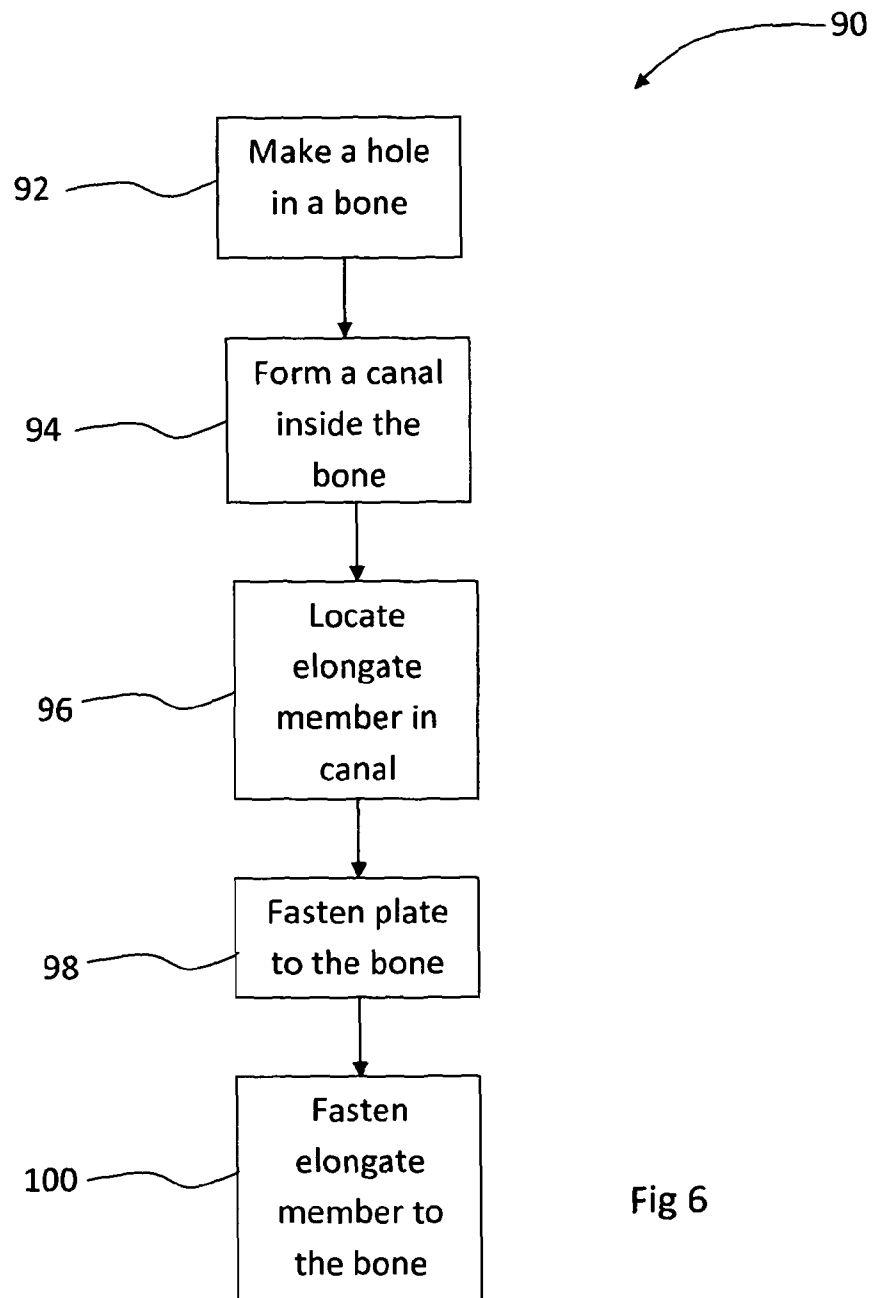 90
92
Make a hole
in a bone
94
Form a canal
inside the
bone
96
Locate
elongate
member in
canal
98
Fasten plate
to the bone
100
Fasten
elongate
member to
the bone
Fig 6